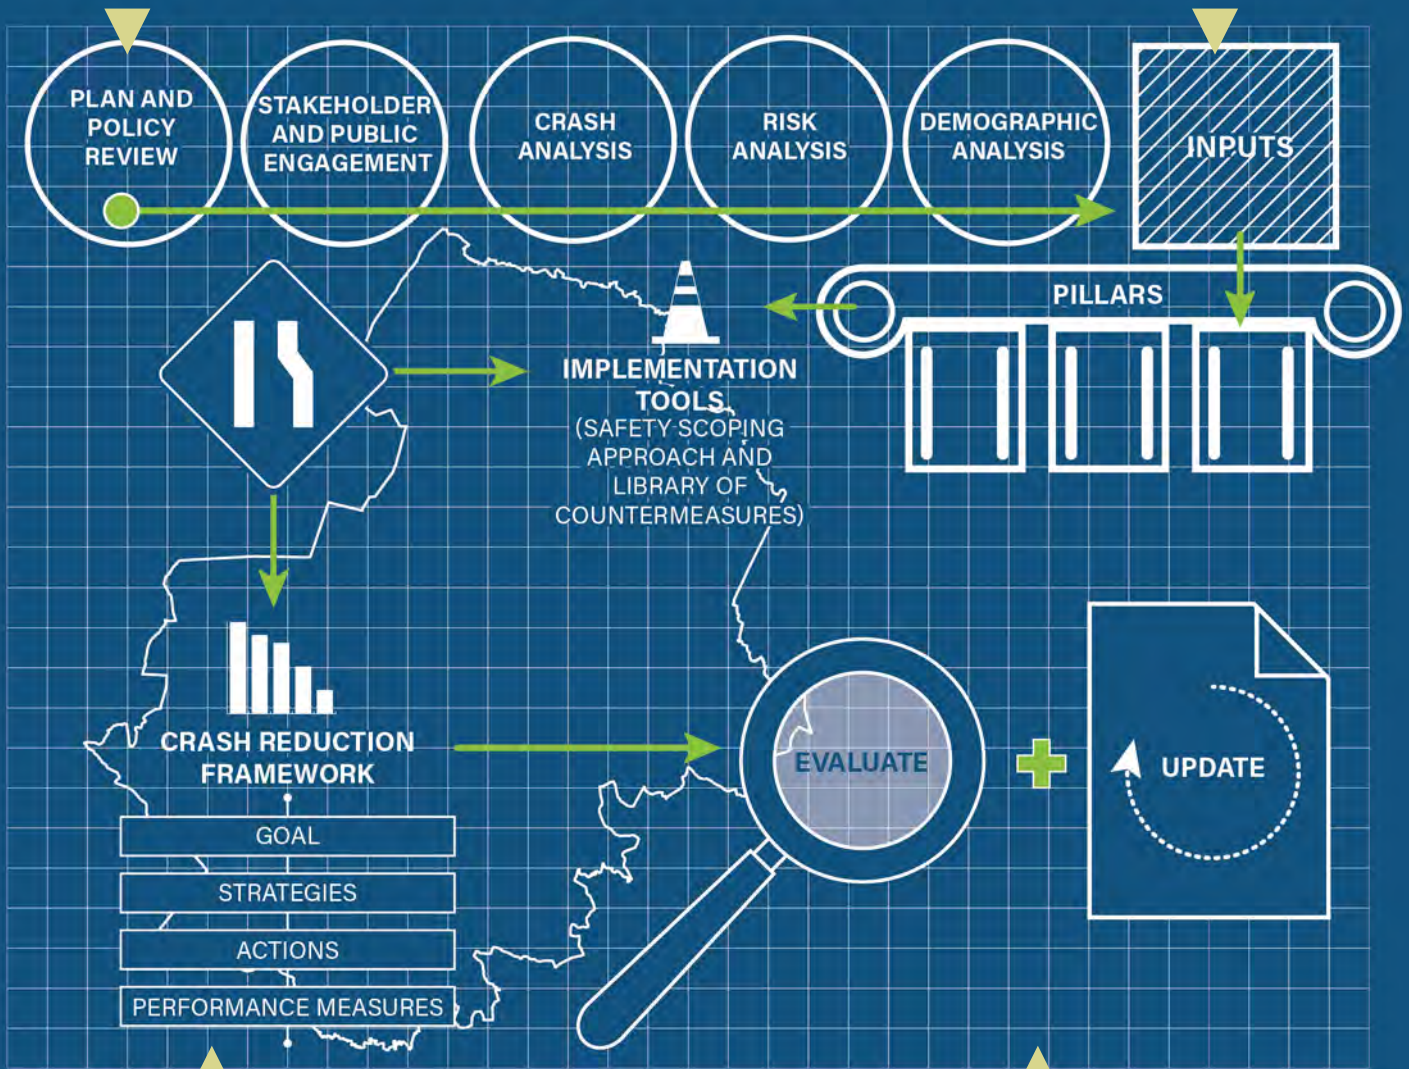 PLAN AND
POLICY
REVIEW
STAKEHOLDER
AND PUBLIC
ENGAGEMENT
CRASH
ANALYSIS
RISK
ANALYSIS
DEMOGRAPHIC
ANALYSIS
INPUTS
PILLARS
IMPLEMENTATION
TOOLS
(SAFETY SCOPING
APPROACH AND
LIBRARY OF
COUNTERMEASURES)
CRASH REDUCTION
FRAMEWORK
GOAL
STRATEGIES
ACTIONS
PERFORMANCE MEASURES
EVALUATE
UPDATE